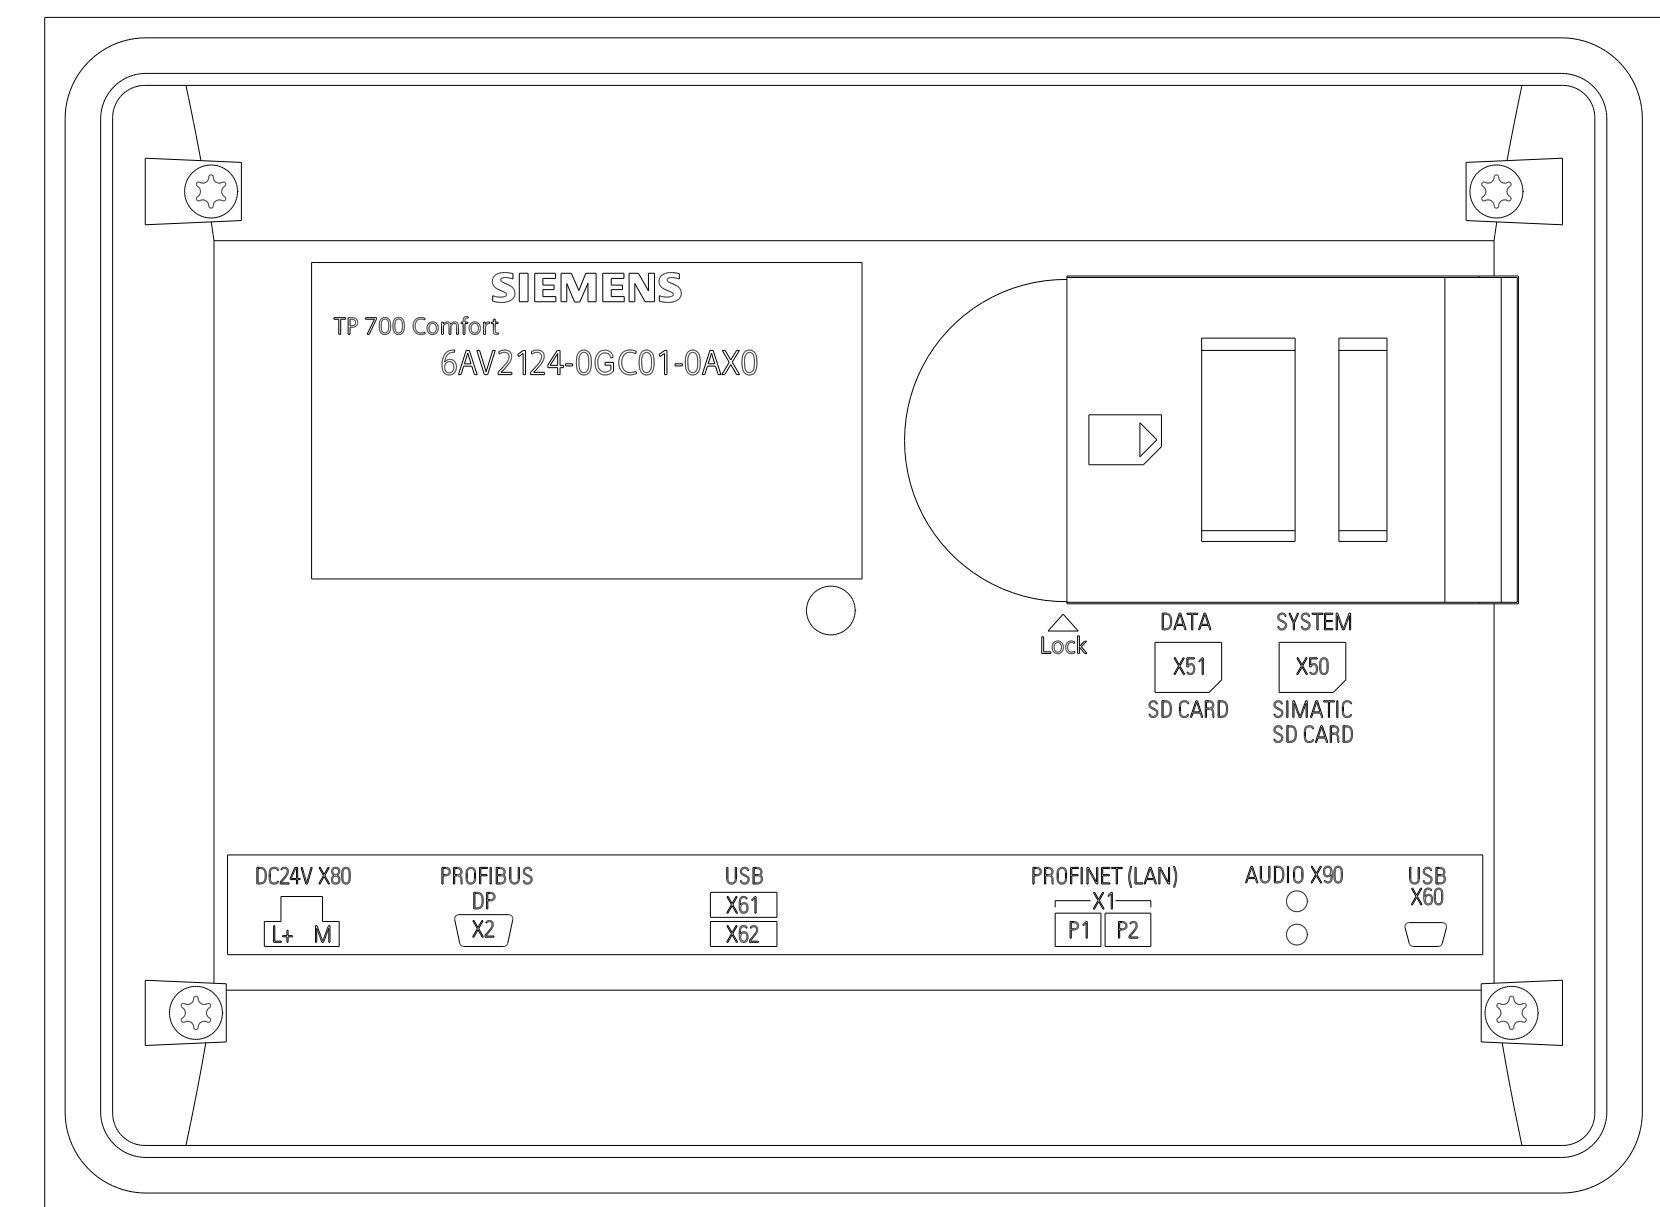 SIEMENS
TP 700 Comfort
6AV2124-0GC01-0AX0
Lock
DATA
X51
SD CARD
SYSTEM
X50
SIMATIC
SD CARD
DC24V X80
L+ M
PROFIBUS
DP
X2
USB
X61
X62
PROFINET (LAN)
X1
P1 P2
AUDIO X90
USB
X60